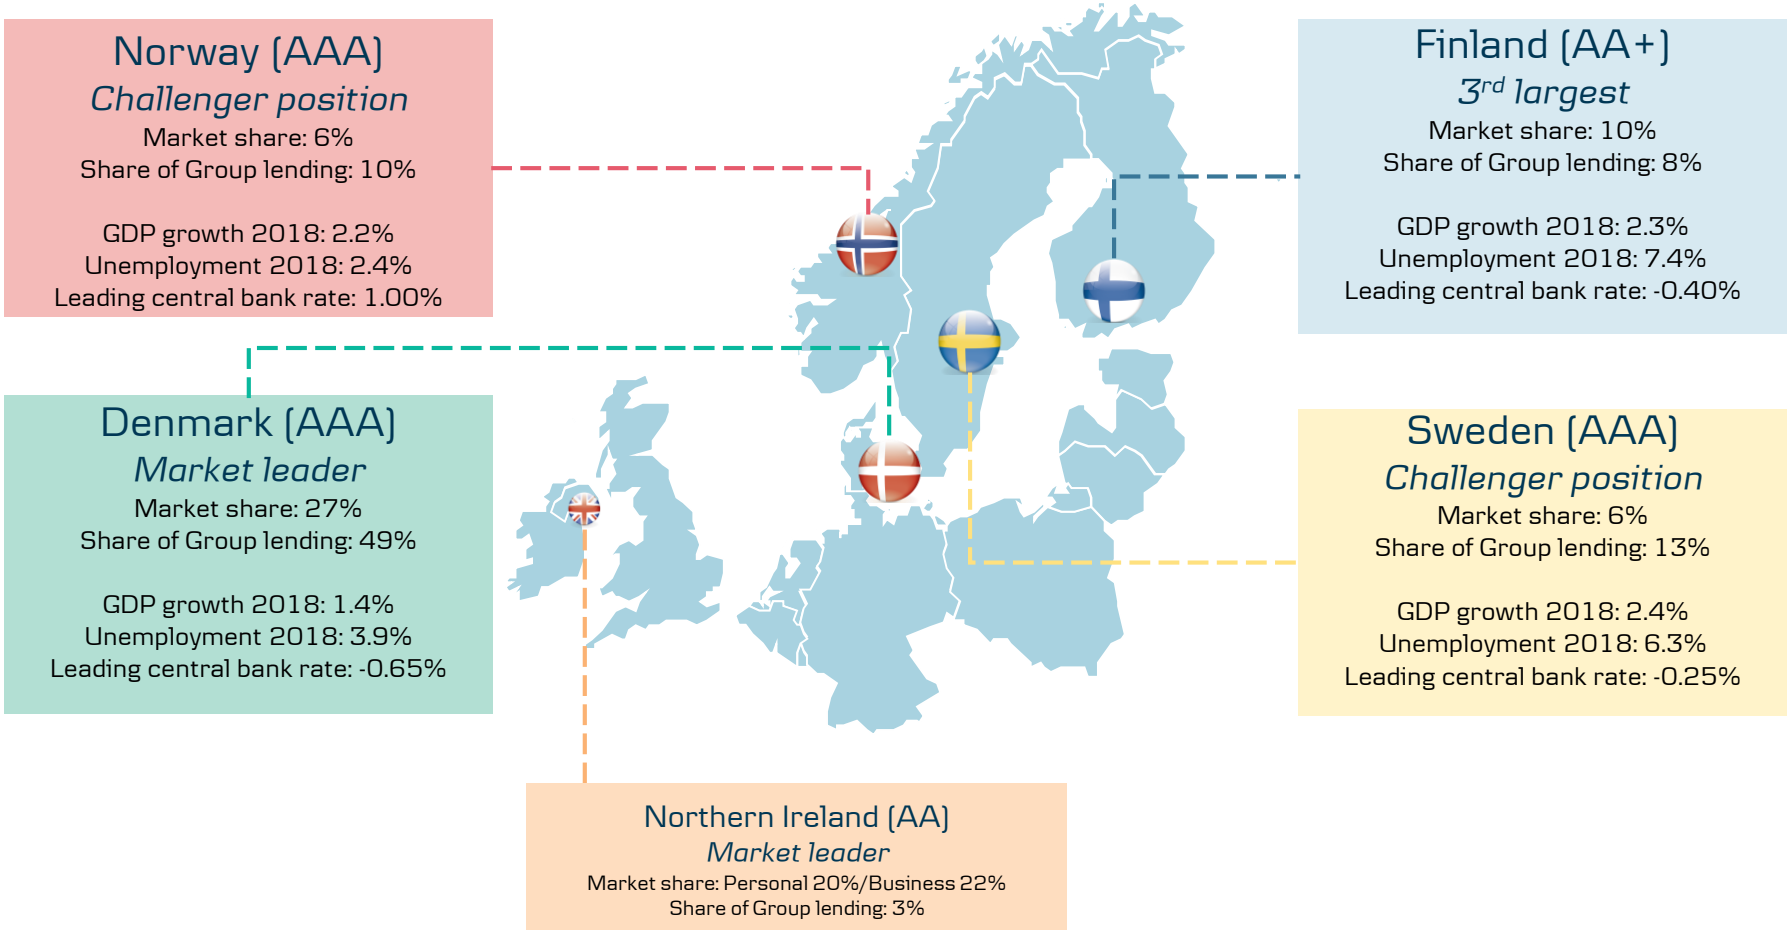 Norway (AAA)
Challenger position
Market share: 6%
Share of Group lending: 10%
GDP growth 2018: 2.2%
Unemployment 2018: 2.4%
Leading central bank rate: 1.00%
Finland (AA+)
3rd largest
Market share: 10%
Share of Group lending: 8%
GDP growth 2018: 2.3%
Unemployment 2018: 7.4%
Leading central bank rate: -0.40%
Denmark (AAA)
Market leader
Market share: 27%
Share of Group lending: 49%
GDP growth 2018: 1.4%
Unemployment 2018: 3.9%
Leading central bank rate: -0.65%
Sweden (AAA)
Challenger position
Market share: 6%
Share of Group lending: 13%
GDP growth 2018: 2.4%
Unemployment 2018: 6.3%
Leading central bank rate: -0.25%
Northern Ireland (AA)
Market leader
Market share: Personal 20%/Business 22%
Share of Group lending: 3%